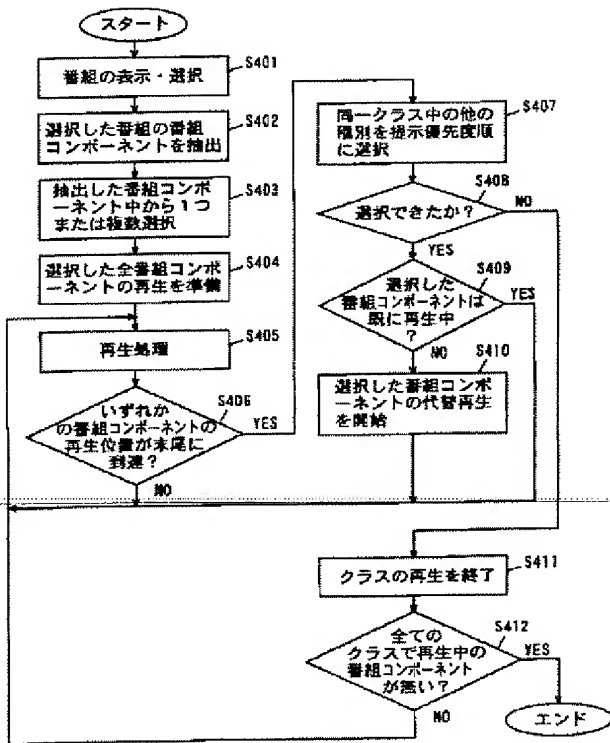 スタート
S401
番組の表示・選択
S402
選択した番組の番組
コンポーネントを抽出
S403
抽出した番組コンポ
ーネント中から1つ
または複数選択
S404
選択した全番組コンポ
ーネントの再生を準備
S405
再生処理
S406
いずれか
の番組コンポーネントの
再生位置が末尾に
到達?
YES
NO
S407
同一クラス中の他の
種別を提示優先度順
に選択
S408
選択できたか?
NO
YES
S409
選択した
番組コンポーネントは
既に再生中
?
YES
NO
S410
選択した番組コンポ
ーネントの代替再生
を開始
S411
クラスの再生を終了
S412
全ての
クラスで再生中の
番組コンポーネント
が無い?
YES
NO
エンド